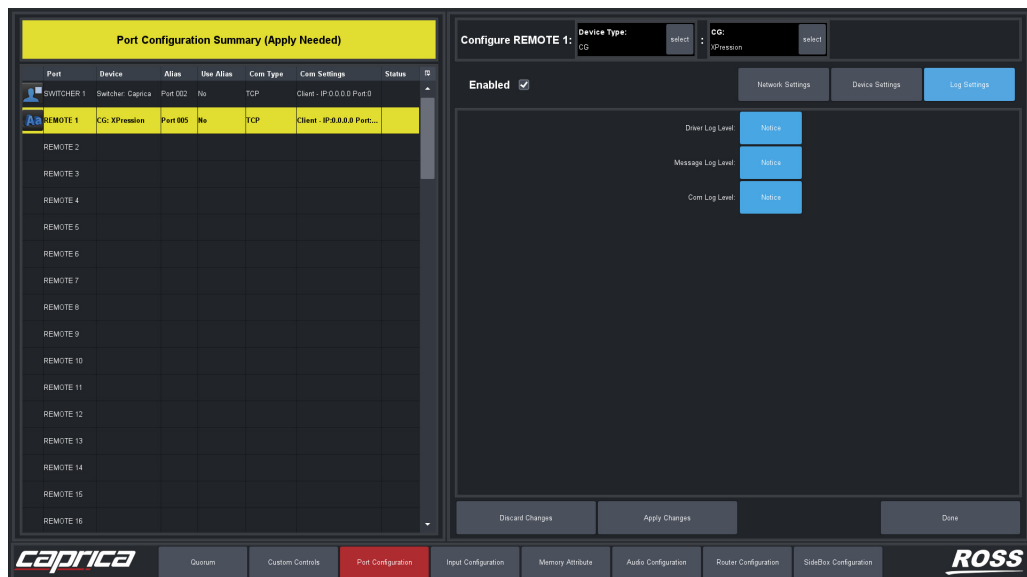 Port Configuration Summary (Apply Needed)
Port Device Alias Use Alias Com Type Com Settings Status
SWITCHER 1 Switcher: Caprica Port 002 No TCP Client - IP:0.0.0.0 Port:0
Aa REMOTE 1 CG: XPression Port 005 No TCP Client - IP:0.0.0.0 Port:...
REMOTE 2
REMOTE 3
REMOTE 4
REMOTE 5
REMOTE 6
REMOTE 7
REMOTE 8
REMOTE 9
REMOTE 10
REMOTE 11
REMOTE 12
REMOTE 13
REMOTE 14
REMOTE 15
REMOTE 16
Configure REMOTE 1:
Device Type:
CG
select
:
CG:
XPression
select
Enabled
Network Settings Device Settings Log Settings
Driver Log Level: Notice
Message Log Level: Notice
Com Log Level: Notice
Discard Changes Apply Changes Done
caprica Quorum Custom Controls Port Configuration Input Configuration Memory Attribute Audio Configuration Router Configuration SideBox Configuration ROSS